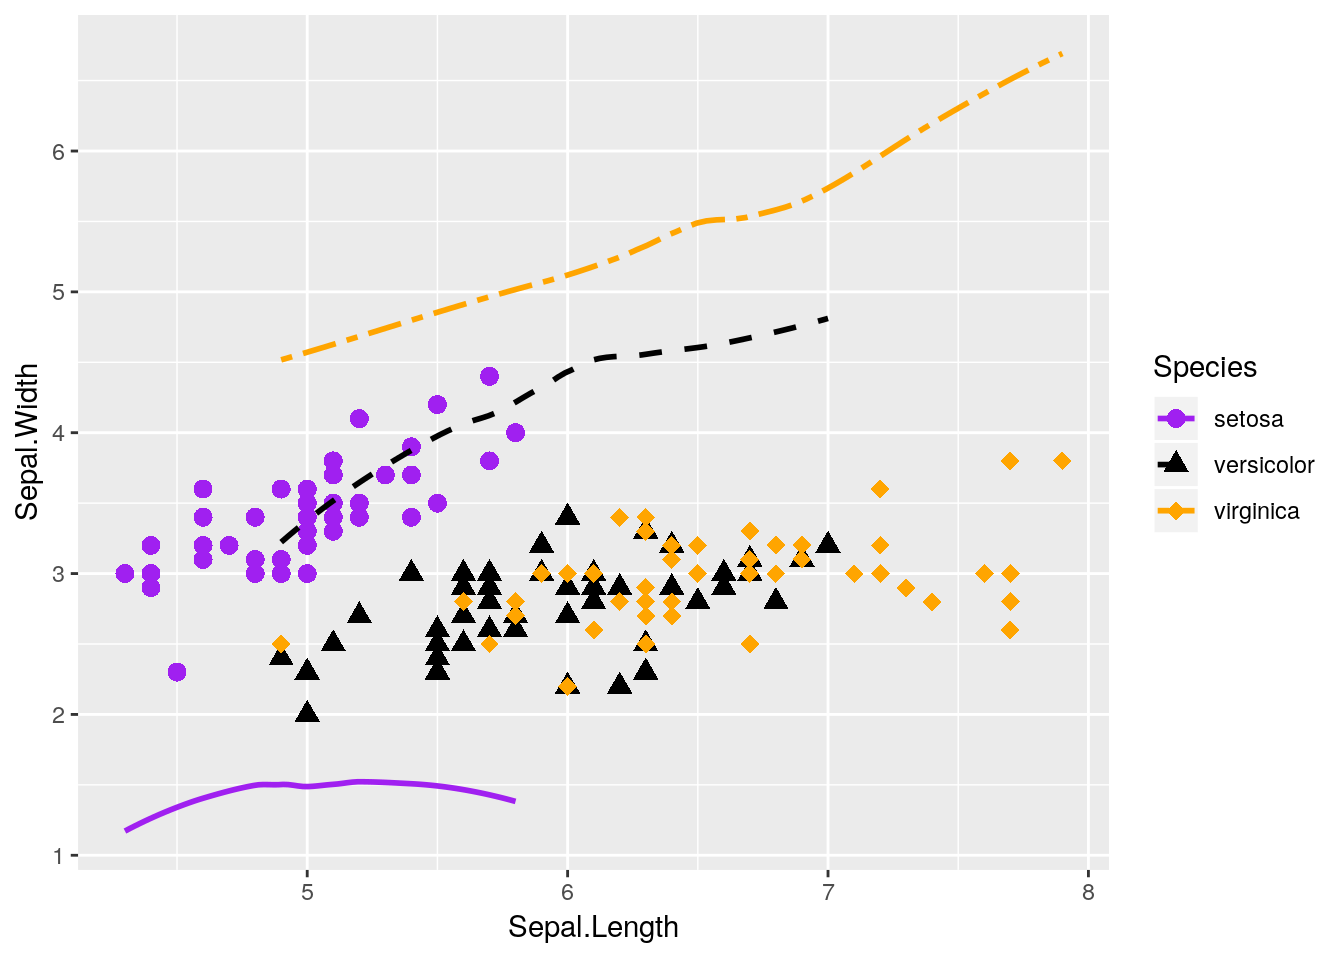 6
5
4
3
2
1
5 6 7 8
Sepal.Length
Sepal.Width
Species
setosa
versicolor
virginica